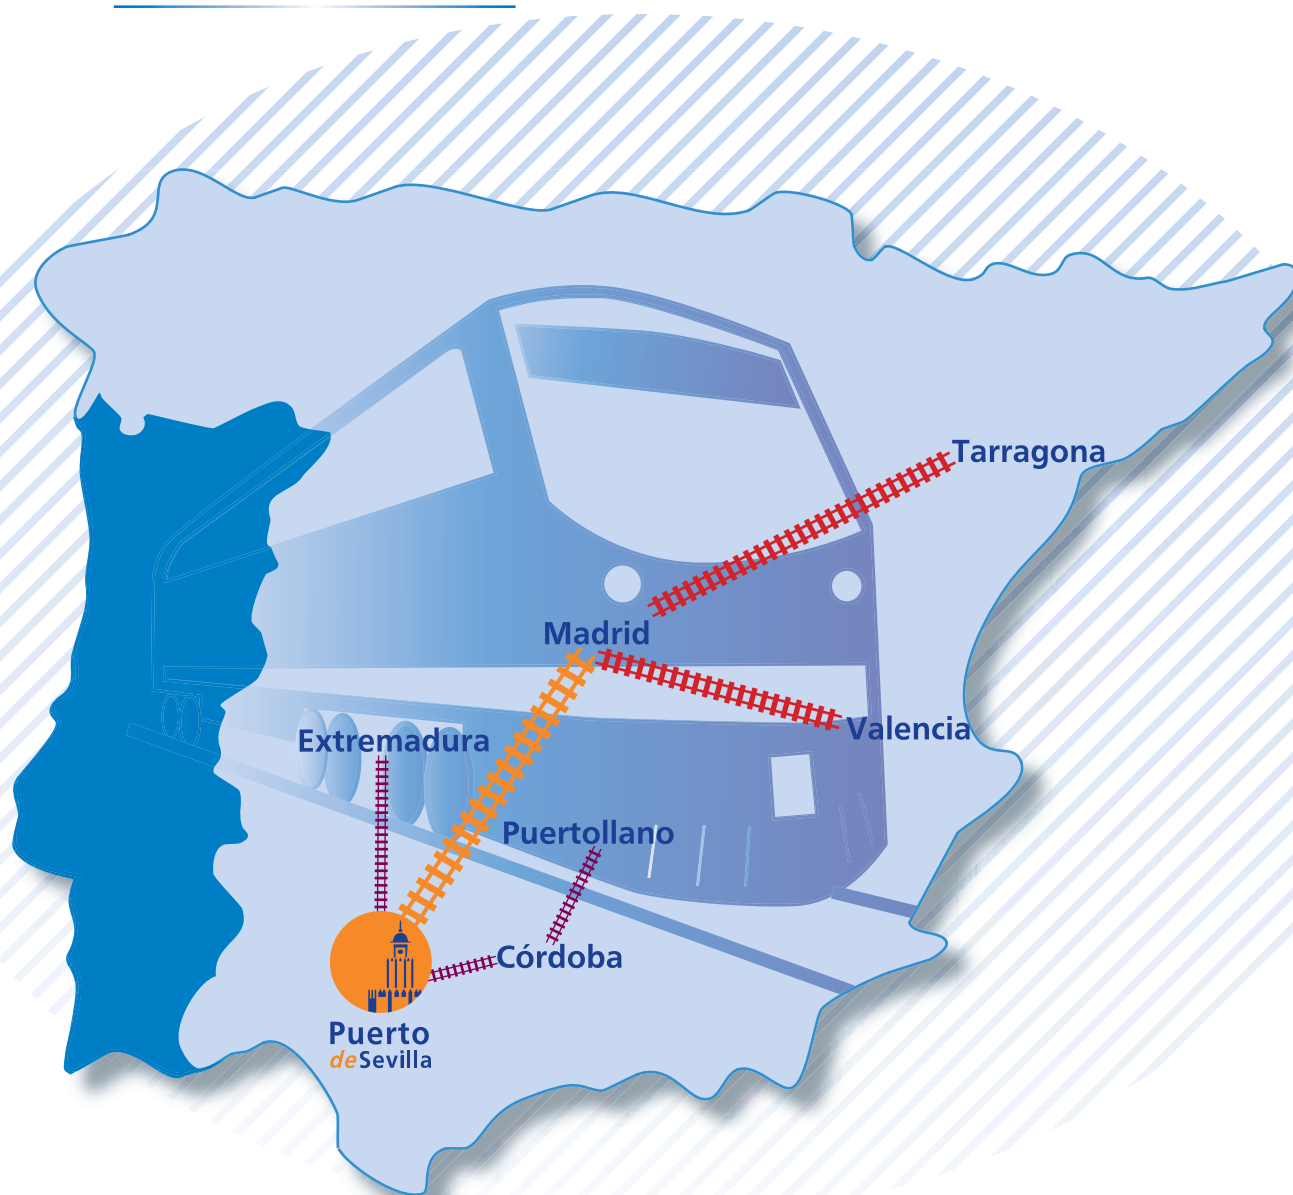 Tarragona
Madrid
Valencia
Extremadura
Puertollano
Córdoba
Puerto
de Sevilla